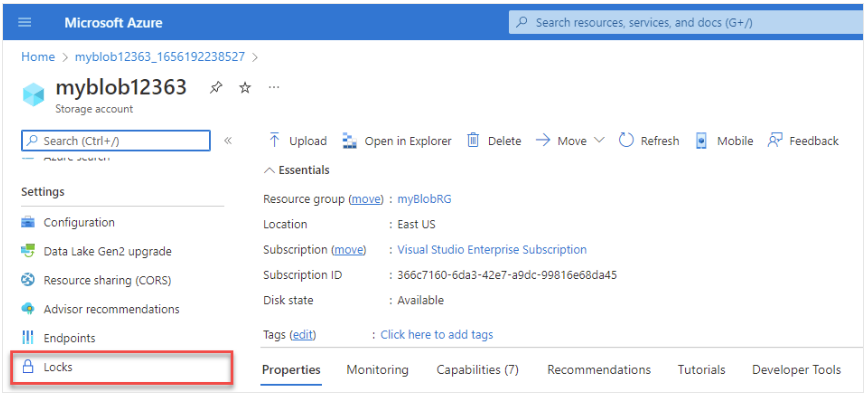 Microsoft Azure
Search resources, services, and docs (G+/)
Home > myblob12363_1656192238527 >
myblob12363
Storage account
Search (Ctrl+/)
«
Upload Open in Explorer Delete Move Refresh Mobile Feedback
Azure Search
Essentials
Settings
Resource group (move) : myBlobRG
Configuration
Location : East US
Data Lake Gen2 upgrade
Subscription (move) : Visual Studio Enterprise Subscription
Resource sharing (CORS)
Subscription ID : 366c7160-6da3-42e7-a9dc-99816e68da45
Disk state : Available
Advisor recommendations
Tags (edit) : Click here to add tags
Endpoints
Locks
Properties Monitoring Capabilities (7) Recommendations Tutorials Developer Tools